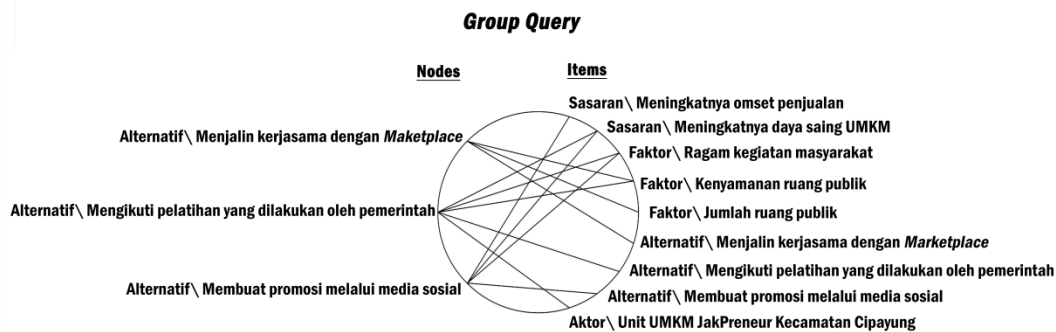 Group Query
Nodes
Items
Alternatif\ Menjalin kerjasama dengan Maketplace
Alternatif\ Mengikuti pelatihan yang dilakukan oleh pemerintah
Alternatif\ Membuat promosi melalui media sosial
Sasaran\ Meningkatnya omset penjualan
Sasaran\ Meningkatnya daya saing UMKM
Faktor\ Ragam kegiatan masyarakat
Faktor\ Kenyamanan ruang publik
Faktor\ Jumlah ruang publik
Alternatif\ Menjalin kerjasama dengan Marketplace
Alternatif\ Mengikuti pelatihan yang dilakukan oleh pemerintah
Alternatif\ Membuat promosi melalui media sosial
Aktor\ Unit UMKM JakPreneur Kecamatan Cipayung